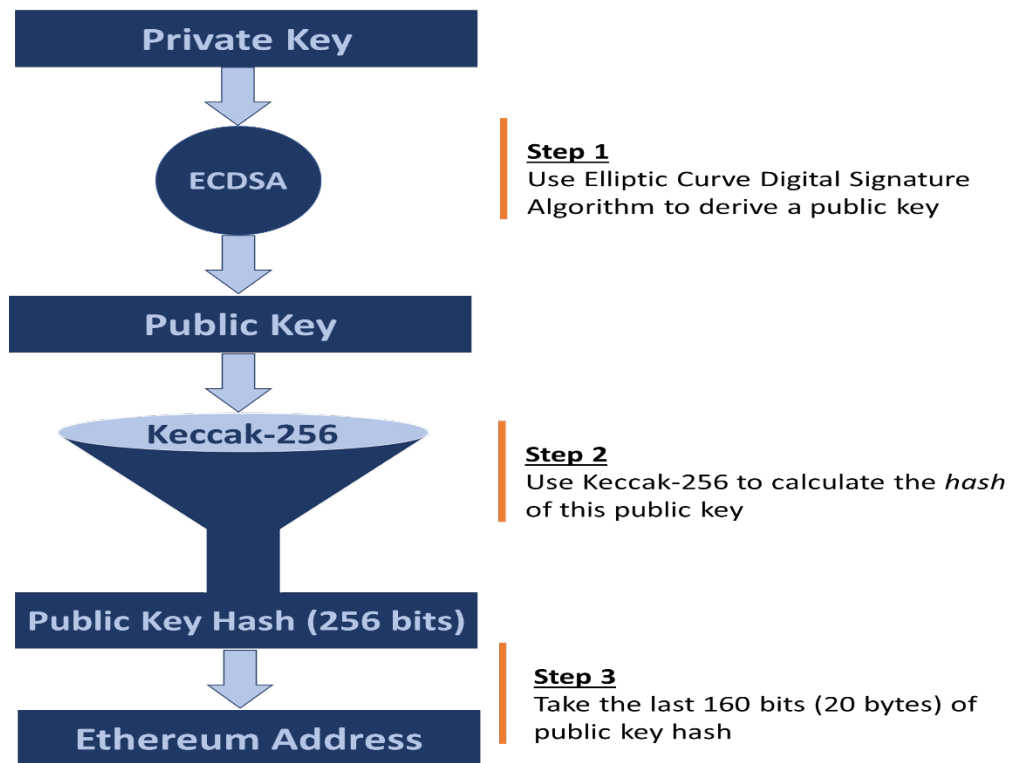 Private Key
ECDSA
Step 1
Use Elliptic Curve Digital Signature
Algorithm to derive a public key
Public Key
Keccak-256
Step 2
Use Keccak-256 to calculate the hash
of this public key
Public Key Hash (256 bits)
Step 3
Take the last 160 bits (20 bytes) of
public key hash
Ethereum Address